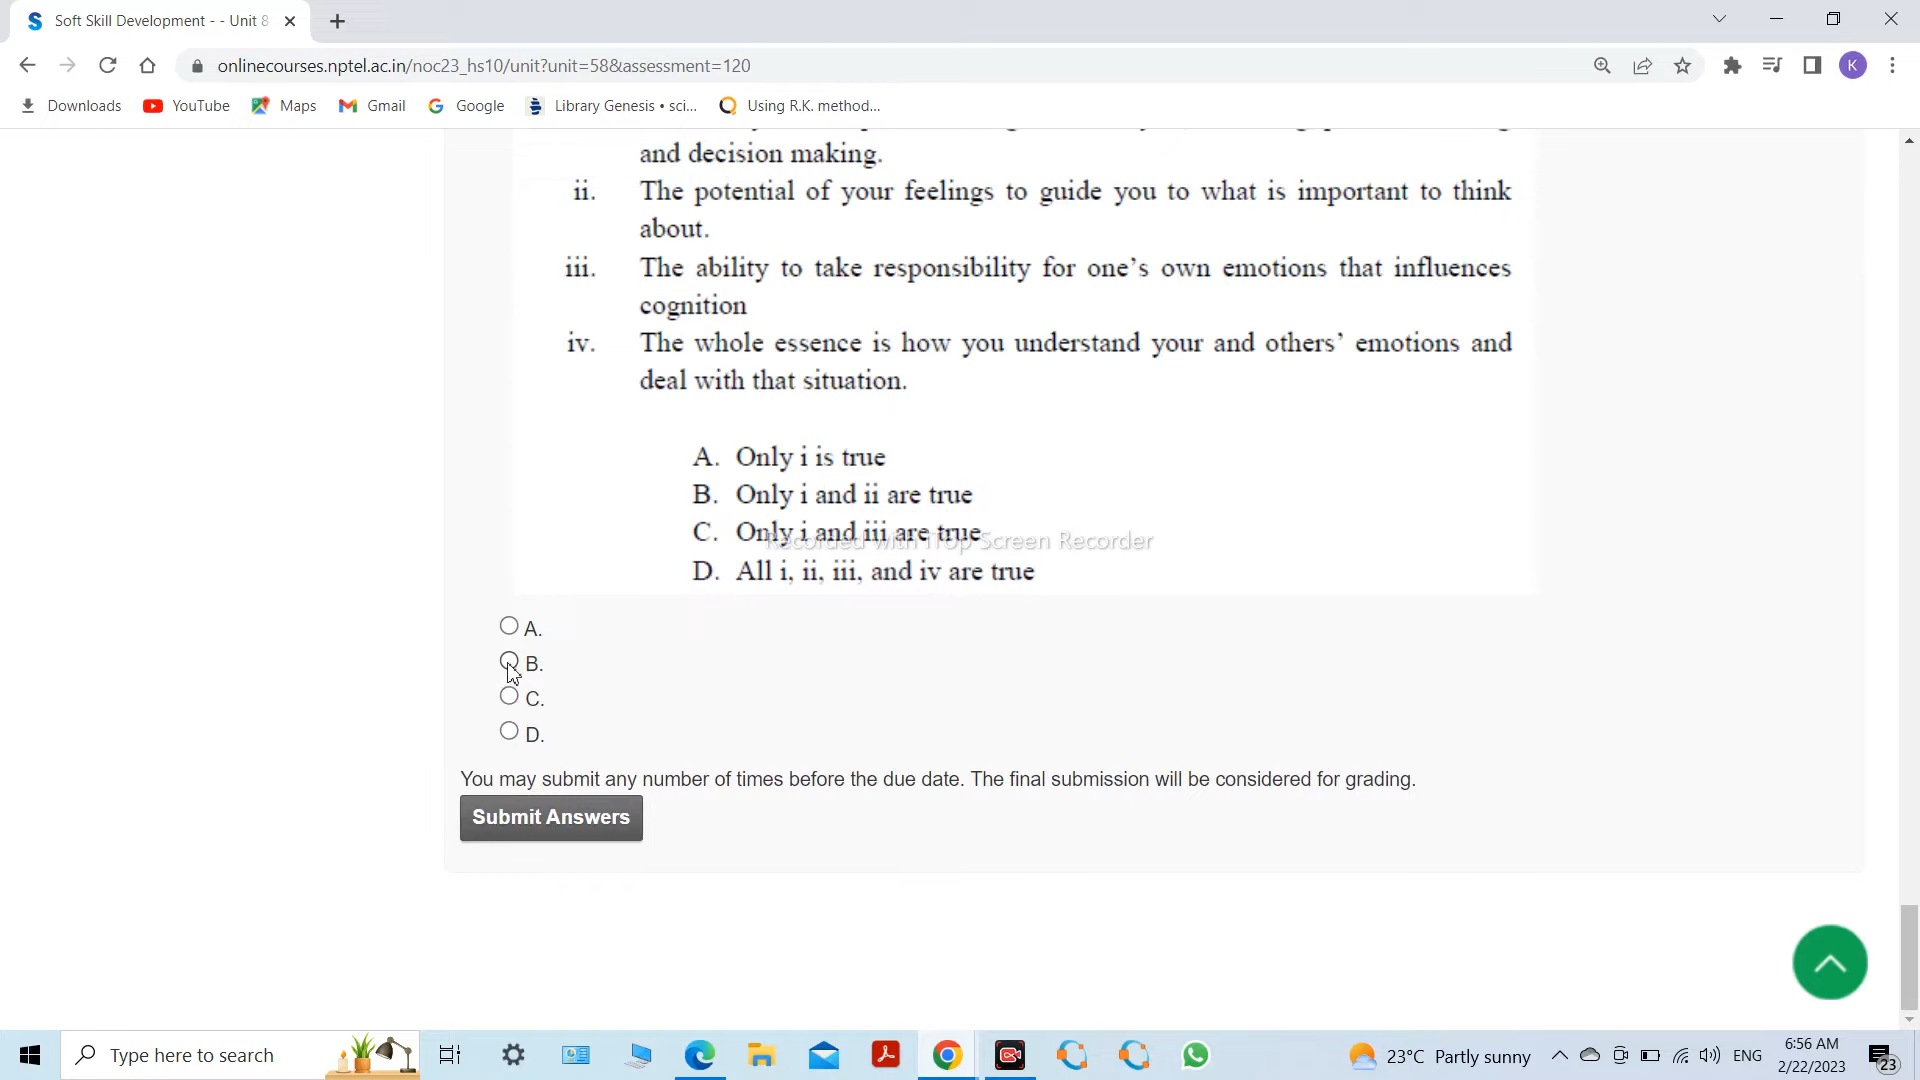 Soft Skill Development - - Unit 8
onlinecourses.nptel.ac.in/noc23_hs10/unit?unit=58&assessment=120
K
Downloads YouTube Maps Gmail Google Library Genesis • sci... Using R.K. method...
and decision making.
ii. The potential of your feelings to guide you to what is important to think
about.
iii. The ability to take responsibility for one's own emotions that influences
cognition
iv. The whole essence is how you understand your and others' emotions and
deal with that situation.
A. Only i is true
B. Only i and ii are true
C. Only i and iii are true
Recorded with iTop Screen Recorder
D. All i, ii, iii, and iv are true
A.
B.
C.
D.
You may submit any number of times before the due date. The final submission will be considered for grading.
Submit Answers
Type here to search
23°C Partly sunny
ENG
6:56 AM
2/22/2023
23